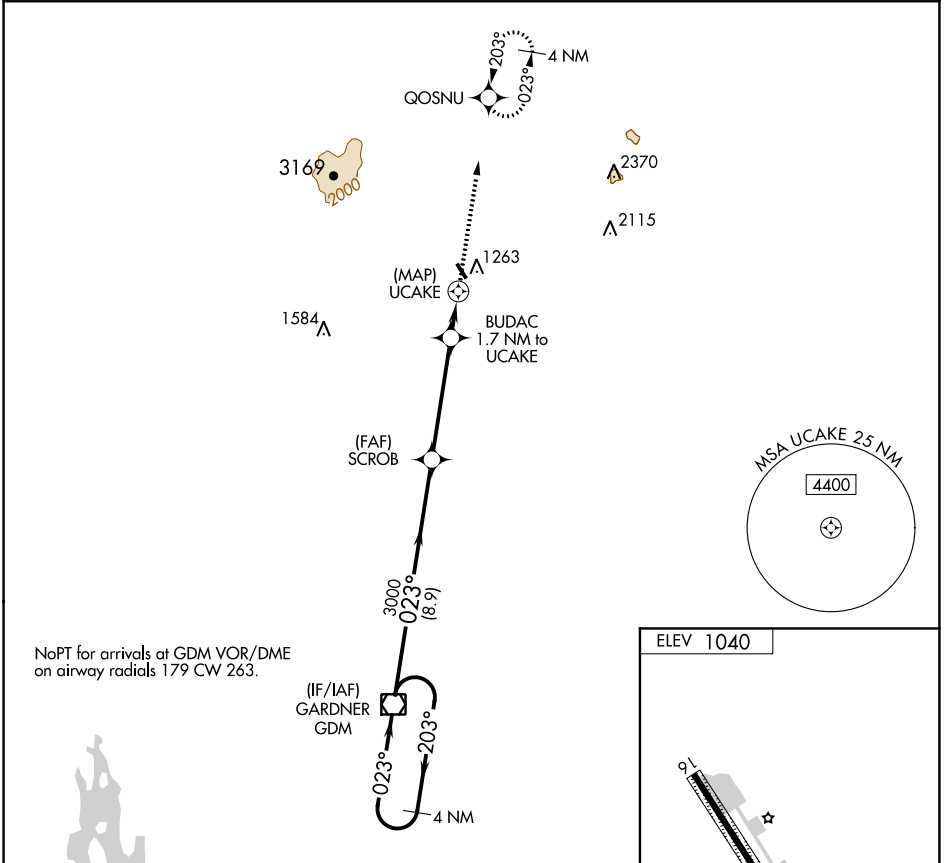 203°
4 NM
023°
QOSNU
3169
2000
2370
2115
1263
(MAP)
UCAKE
1584
BUDAC
1.7 NM to
UCAKE
(FAF)
SCROB
MSA UCAKE 25 NM
4400
3000
023°
(8.9)
NoPT for arrivals at GDM VOR/DME
on airway radials 179 CW 263.
(IF/IAF)
GARDNER
GDM
023°
203°
4 NM
ELEV 1040
16